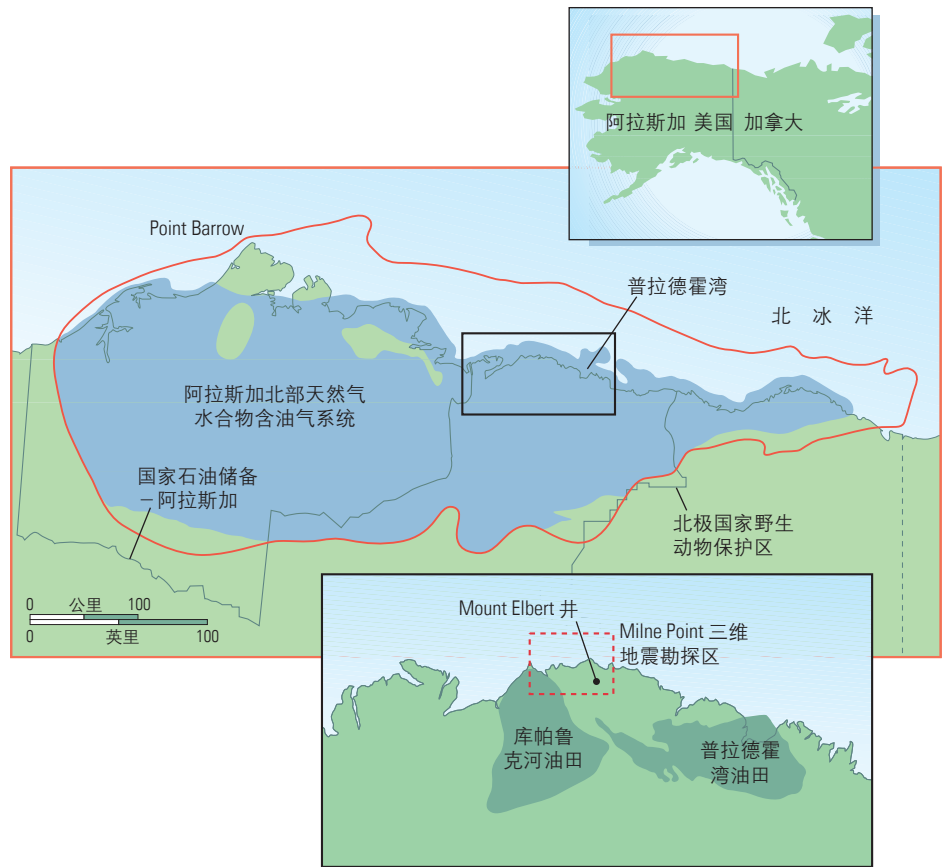 阿拉斯加 美国 加拿大
Point Barrow
普拉德霍湾
北 冰 洋
阿拉斯加北部天然气
水合物含油气系统
国家石油储备
－阿拉斯加
北极国家野生
动物保护区
0 公里 100
0 英里 100
Mount Elbert 井
Milne Point 三维
地震勘探区
库帕鲁
克河油田
普拉德霍
湾油田